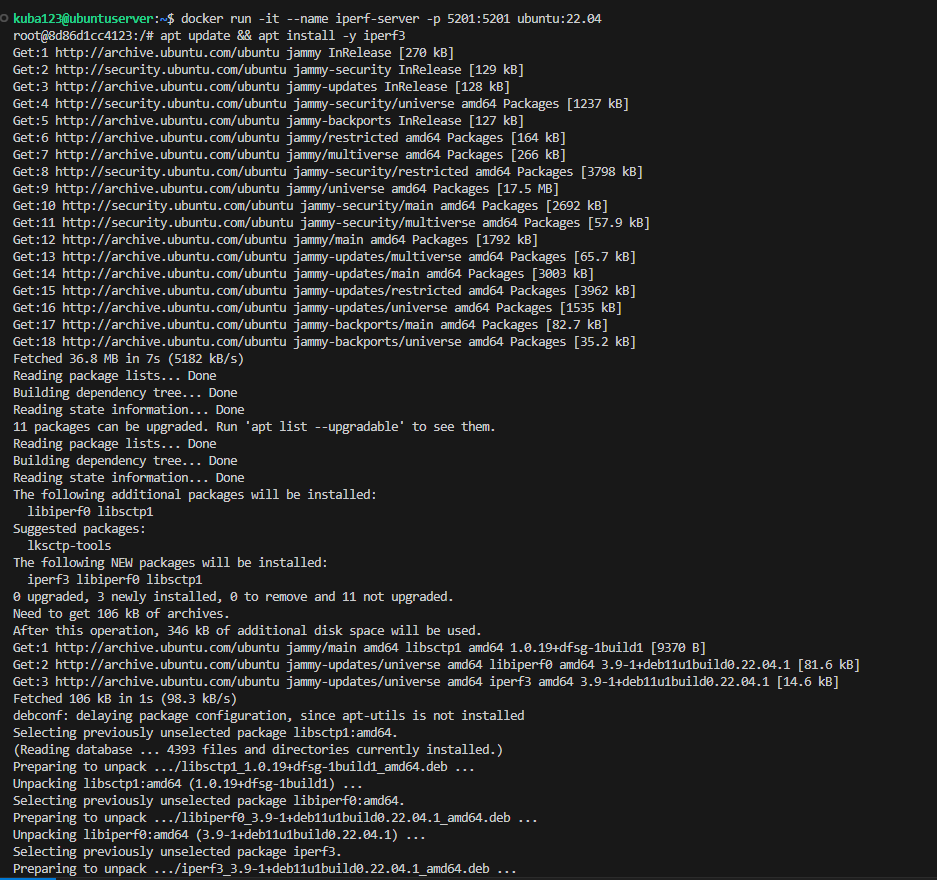 kuba123@ubuntuserver:~$ docker run -it --name iperf-server -p 5201:5201 ubuntu:22.04
root@8d86d1cc4123:/# apt update && apt install -y iperf3
Get:1 http://archive.ubuntu.com/ubuntu jammy InRelease [270 kB]
Get:2 http://security.ubuntu.com/ubuntu jammy-security InRelease [129 kB]
Get:3 http://archive.ubuntu.com/ubuntu jammy-updates InRelease [128 kB]
Get:4 http://security.ubuntu.com/ubuntu jammy-security/universe amd64 Packages [1237 kB]
Get:5 http://archive.ubuntu.com/ubuntu jammy-backports InRelease [127 kB]
Get:6 http://archive.ubuntu.com/ubuntu jammy/restricted amd64 Packages [164 kB]
Get:7 http://archive.ubuntu.com/ubuntu jammy/multiverse amd64 Packages [266 kB]
Get:8 http://security.ubuntu.com/ubuntu jammy-security/restricted amd64 Packages [3798 kB]
Get:9 http://archive.ubuntu.com/ubuntu jammy/universe amd64 Packages [17.5 MB]
Get:10 http://security.ubuntu.com/ubuntu jammy-security/main amd64 Packages [2692 kB]
Get:11 http://security.ubuntu.com/ubuntu jammy-security/multiverse amd64 Packages [57.9 kB]
Get:12 http://archive.ubuntu.com/ubuntu jammy/main amd64 Packages [1792 kB]
Get:13 http://archive.ubuntu.com/ubuntu jammy-updates/multiverse amd64 Packages [65.7 kB]
Get:14 http://archive.ubuntu.com/ubuntu jammy-updates/main amd64 Packages [3003 kB]
Get:15 http://archive.ubuntu.com/ubuntu jammy-updates/restricted amd64 Packages [3962 kB]
Get:16 http://archive.ubuntu.com/ubuntu jammy-updates/universe amd64 Packages [1535 kB]
Get:17 http://archive.ubuntu.com/ubuntu jammy-backports/main amd64 Packages [82.7 kB]
Get:18 http://archive.ubuntu.com/ubuntu jammy-backports/universe amd64 Packages [35.2 kB]
Fetched 36.8 MB in 7s (5182 kB/s)
Reading package lists... Done
Building dependency tree... Done
Reading state information... Done
11 packages can be upgraded. Run 'apt list --upgradable' to see them.
Reading package lists... Done
Building dependency tree... Done
Reading state information... Done
The following additional packages will be installed:
  libiperf0 libsctp1
Suggested packages:
  lksctp-tools
The following NEW packages will be installed:
  iperf3 libiperf0 libsctp1
0 upgraded, 3 newly installed, 0 to remove and 11 not upgraded.
Need to get 106 kB of archives.
After this operation, 346 kB of additional disk space will be used.
Get:1 http://archive.ubuntu.com/ubuntu jammy/main amd64 libsctp1 amd64 1.0.19+dfsg-1build1 [9370 B]
Get:2 http://archive.ubuntu.com/ubuntu jammy-updates/universe amd64 libiperf0 amd64 3.9-1+deb11u1build0.22.04.1 [81.6 kB]
Get:3 http://archive.ubuntu.com/ubuntu jammy-updates/universe amd64 iperf3 amd64 3.9-1+deb11u1build0.22.04.1 [14.6 kB]
Fetched 106 kB in 1s (98.3 kB/s)
debconf: delaying package configuration, since apt-utils is not installed
Selecting previously unselected package libsctp1:amd64.
(Reading database ... 4393 files and directories currently installed.)
Preparing to unpack .../libsctp1_1.0.19+dfsg-1build1_amd64.deb ...
Unpacking libsctp1:amd64 (1.0.19+dfsg-1build1) ...
Selecting previously unselected package libiperf0:amd64.
Preparing to unpack .../libiperf0_3.9-1+deb11u1build0.22.04.1_amd64.deb ...
Unpacking libiperf0:amd64 (3.9-1+deb11u1build0.22.04.1) ...
Selecting previously unselected package iperf3.
Preparing to unpack .../iperf3_3.9-1+deb11u1build0.22.04.1_amd64.deb ...